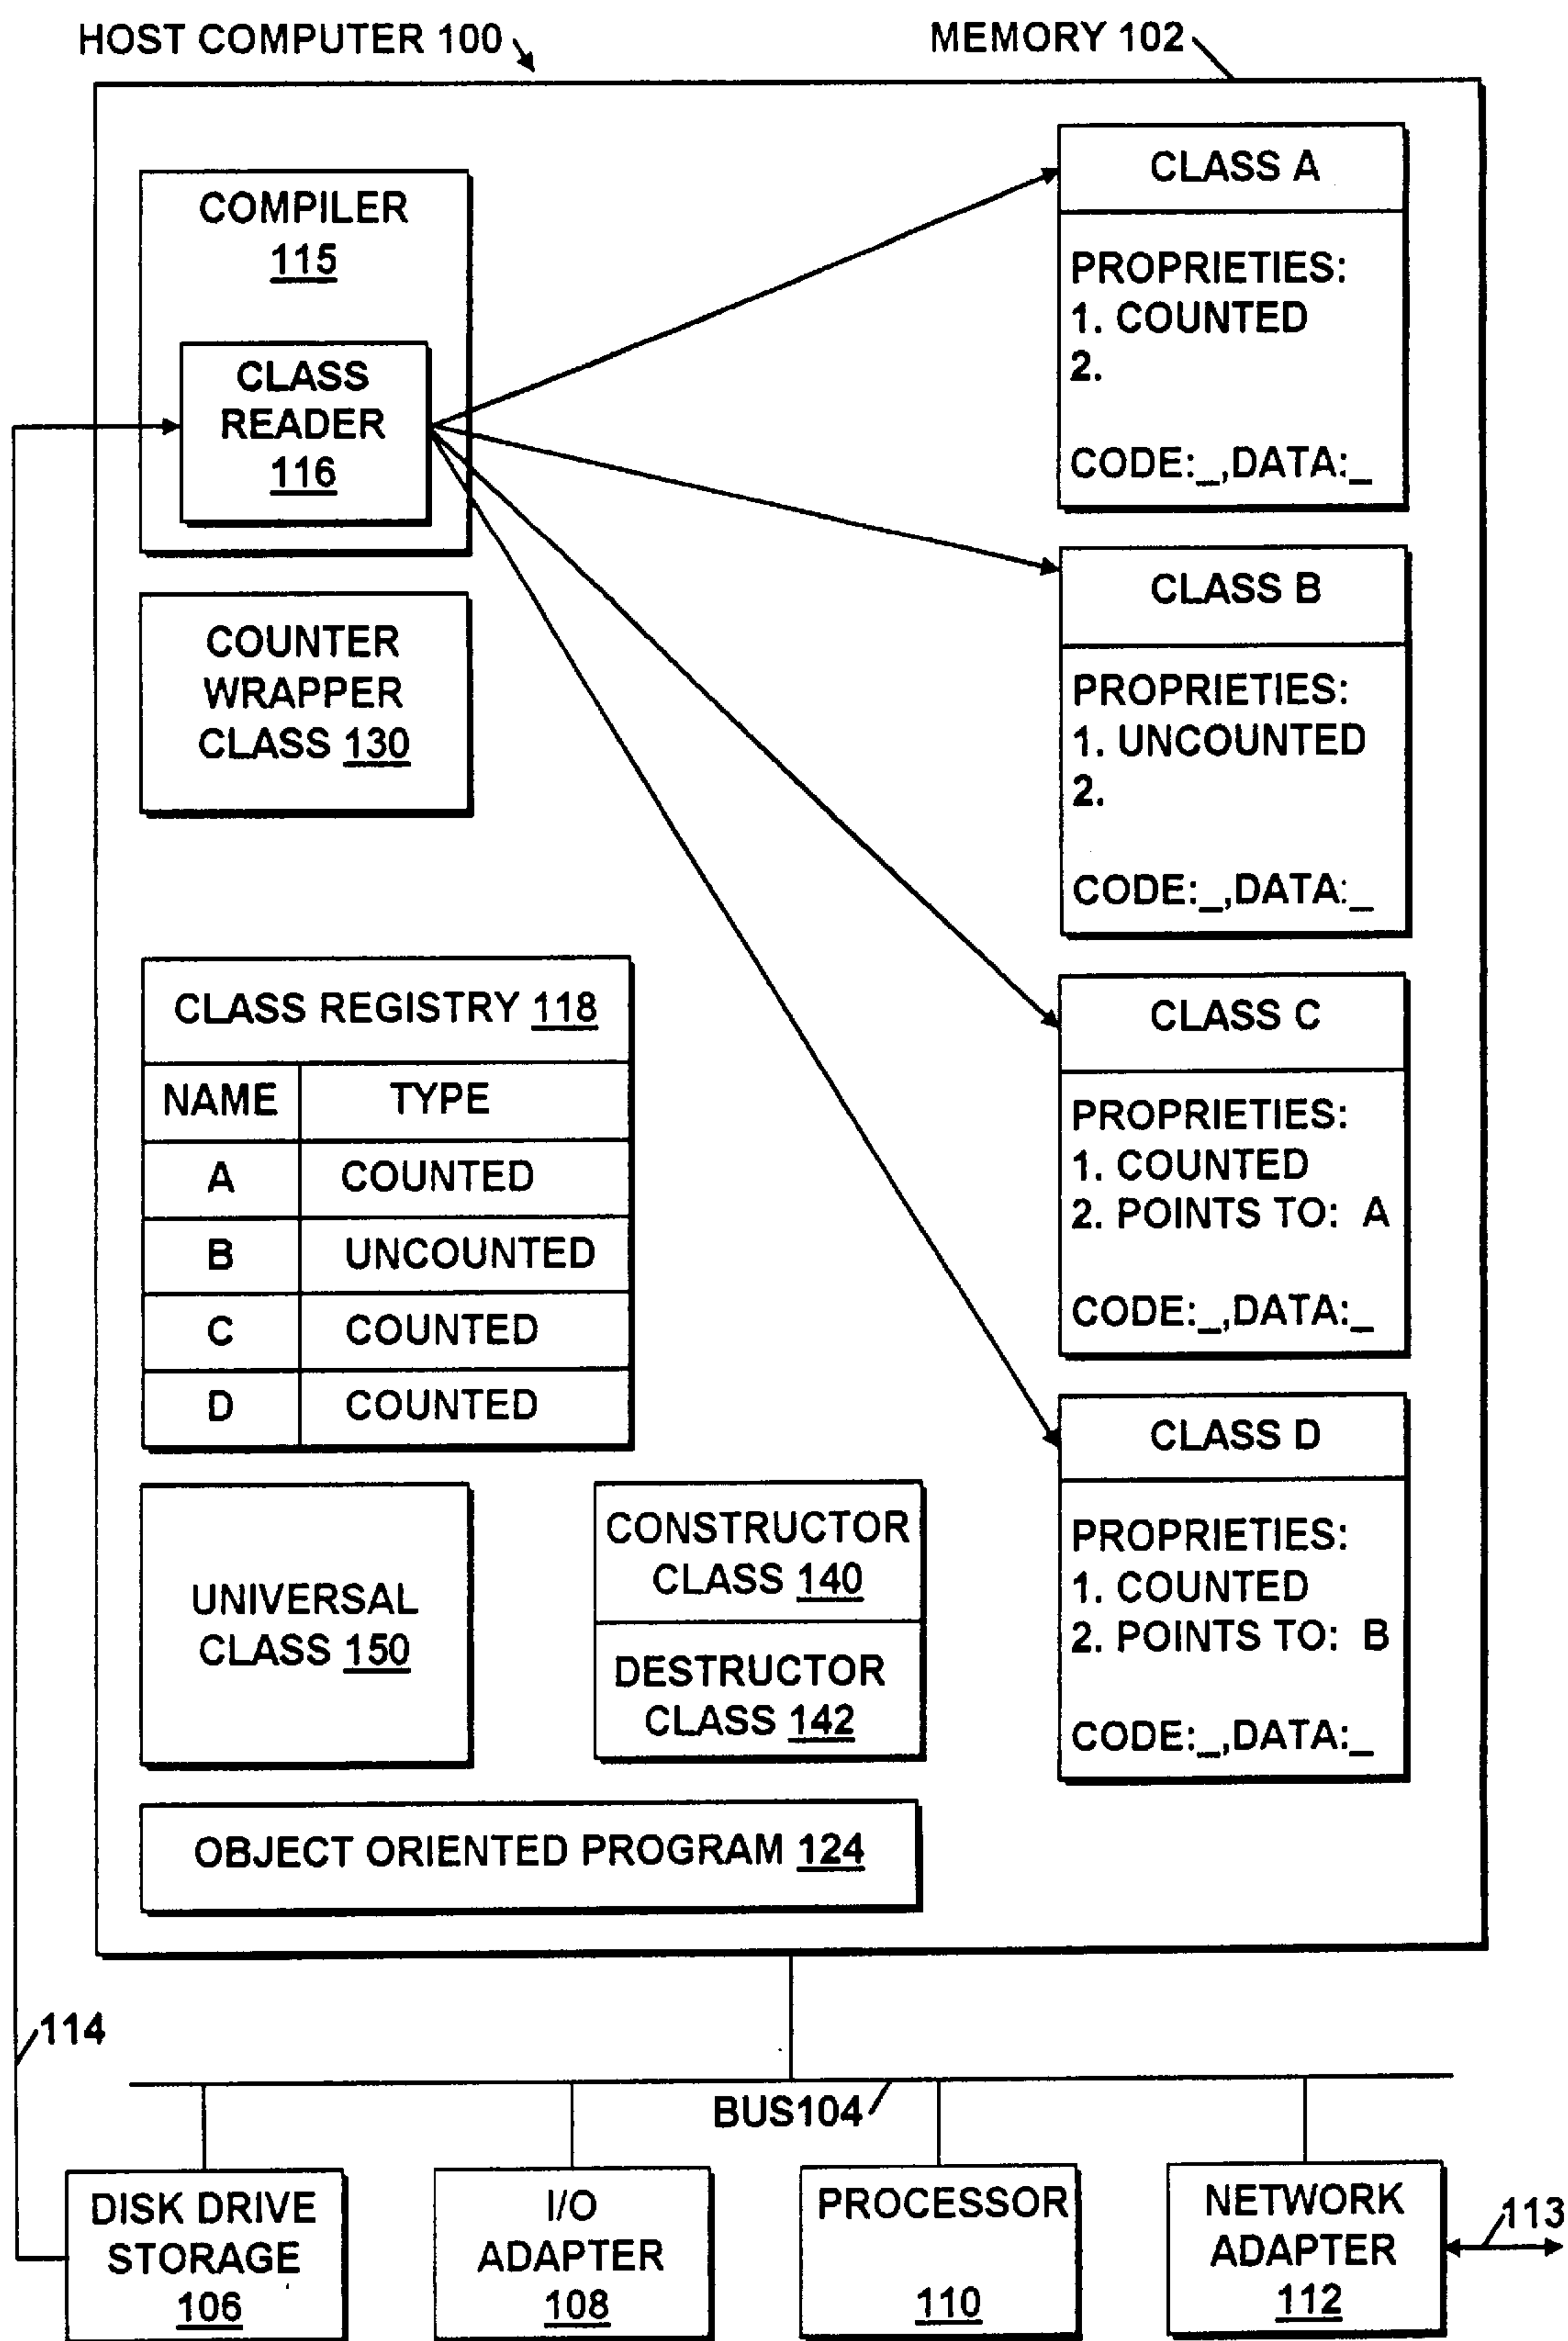 HOST COMPUTER 100
MEMORY 102
COMPILER
115
CLASS
READER
116
COUNTER
WRAPPER
CLASS 130
CLASS REGISTRY 118
NAME TYPE
A COUNTED
B UNCOUNTED
C COUNTED
D COUNTED
UNIVERSAL
CLASS 150
CONSTRUCTOR
CLASS 140
DESTRUCTOR
CLASS 142
OBJECT ORIENTED PROGRAM 124
CLASS A
PROPRIETIES:
1. COUNTED
2.
CODE:_,DATA:_
CLASS B
PROPRIETIES:
1. UNCOUNTED
2.
CODE:_,DATA:_
CLASS C
PROPRIETIES:
1. COUNTED
2. POINTS TO: A
CODE:_,DATA:_
CLASS D
PROPRIETIES:
1. COUNTED
2. POINTS TO: B
CODE:_,DATA:_
114
BUS104
DISK DRIVE
STORAGE
106
I/O
ADAPTER
108
PROCESSOR
110
NETWORK
ADAPTER
112
113